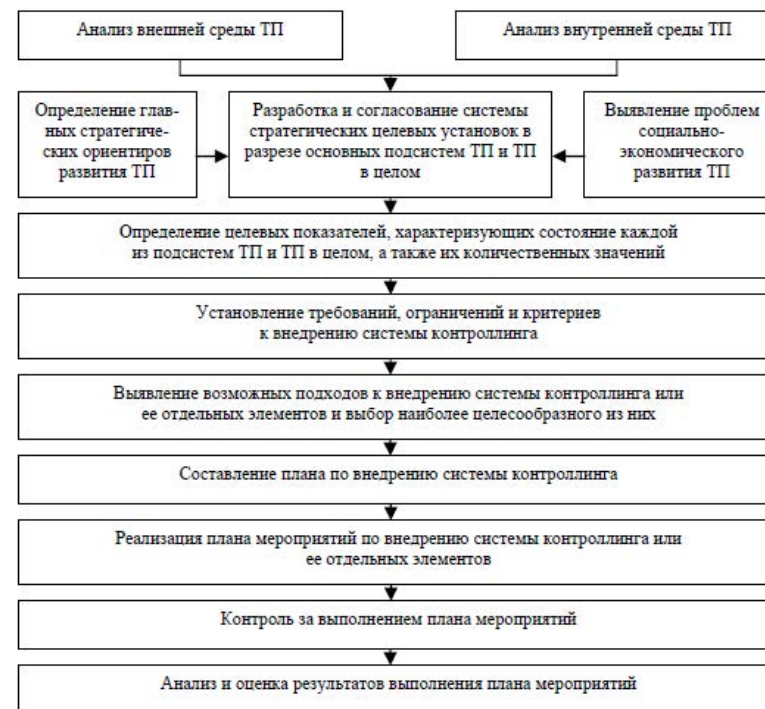 Анализ внешней среды ТП
Анализ внутренней среды ТП
Определение глав-
ных стратегиче-
ских ориентиров
развития ТП
Разработка и согласование системы
стратегических целевых установок в
разрезе основных подсистем ТП и ТП
в целом
Выявление проблем
социально-
экономического
развития ТП
Определение целевых показателей, характеризующих состояние каждой
из подсистем ТП и ТП в целом, а также их количественных значений
Установление требований, ограничений и критериев
к внедрению системы контроллинга
Выявление возможных подходов к внедрению системы контроллинга или
ее отдельных элементов и выбор наиболее целесообразного из них
Составление плана по внедрению системы контроллинга
Реализация плана мероприятий по внедрению системы контроллинга или
ее отдельных элементов
Контроль за выполнением плана мероприятий
Анализ и оценка результатов выполнения плана мероприятий